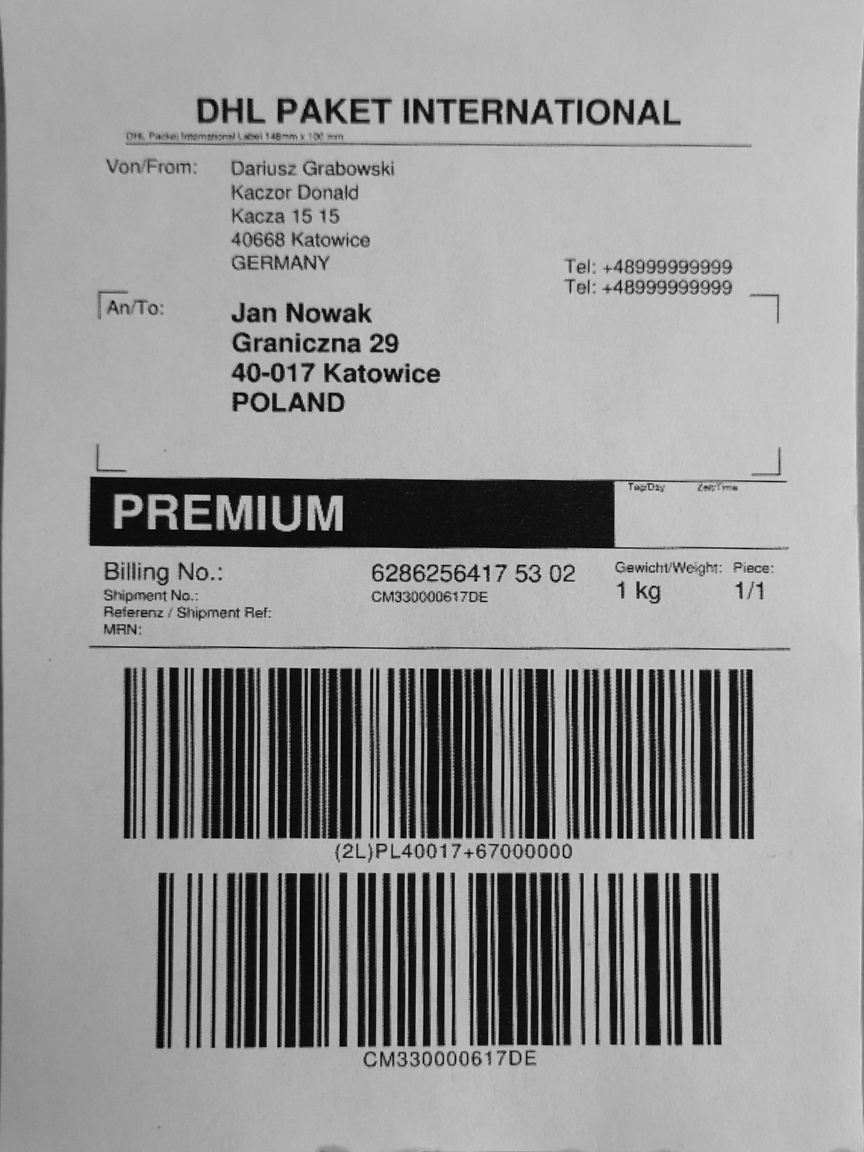 DHL PAKET INTERNATIONAL
DHL Packet International Label 148mm x 100 mm
Von/From:
Dariusz Grabowski
Kaczor Donald
Kacza 15 15
40668 Katowice
GERMANY
Tel: +48999999999
Tel: +48999999999
An/To:
Jan Nowak
Graniczna 29
40-017 Katowice
POLAND
PREMIUM
Tag/Day Zeit/Time
Billing No.: 6286256417 53 02
Gewicht/Weight: Piece:
Shipment No.: CM330000617DE
1 kg 1/1
Referenz / Shipment Ref:
MRN:
(2L)PL40017+67000000
CM330000617DE